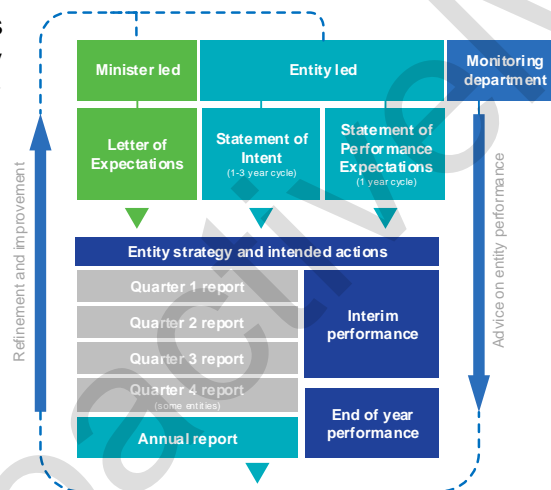 Minister led
Entity led
Monitoring
department
Letter of
Expectations
Statement of
Intent
(1-3 year cycle)
Statement of
Performance
Expectations
(1 year cycle)
Refinement and improvement
Advice on entity performance
Entity strategy and intended actions
Quarter 1 report
Quarter 2 report
Quarter 3 report
Quarter 4 report
(some entities)
Annual report
Interim
performance
End of year
performance